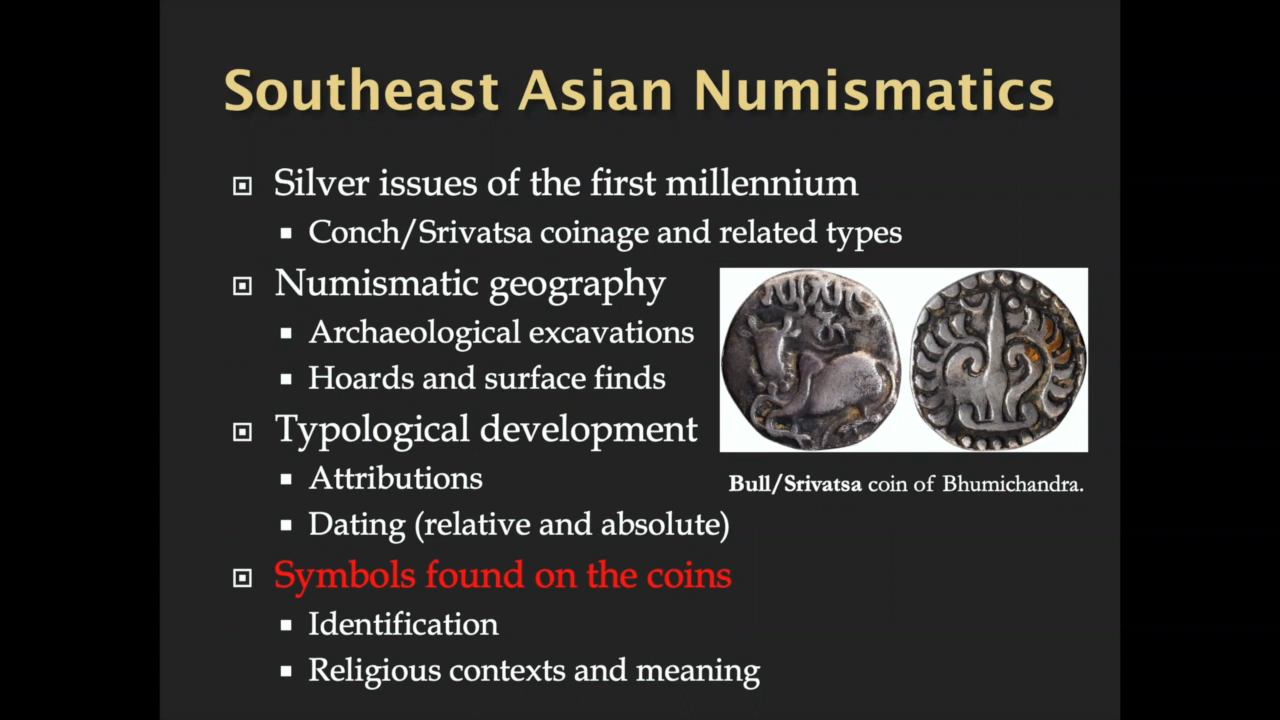 Southeast Asian Numismatics
Silver issues of the first millennium
Conch/Srivatsa coinage and related types
Numismatic geography
Archaeological excavations
Hoards and surface finds
Typological development
Attributions
Dating (relative and absolute)
Symbols found on the coins
Identification
Religious contexts and meaning
Bull/Srivatsa coin of Bhumichandra.